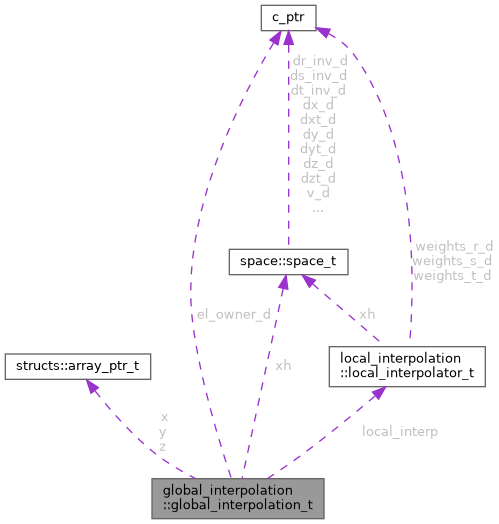 c_ptr
dr_inv_d
ds_inv_d
dt_inv_d
dx_d
dxt_d
dy_d
dyt_d
dz_d
dzt_d
v_d
...
weights_r_d
weights_s_d
weights_t_d
space::space_t
el_owner_d
xh
xh
structs::array_ptr_t
local_interpolation
::local_interpolator_t
x
y
z
local_interp
global_interpolation
::global_interpolation_t